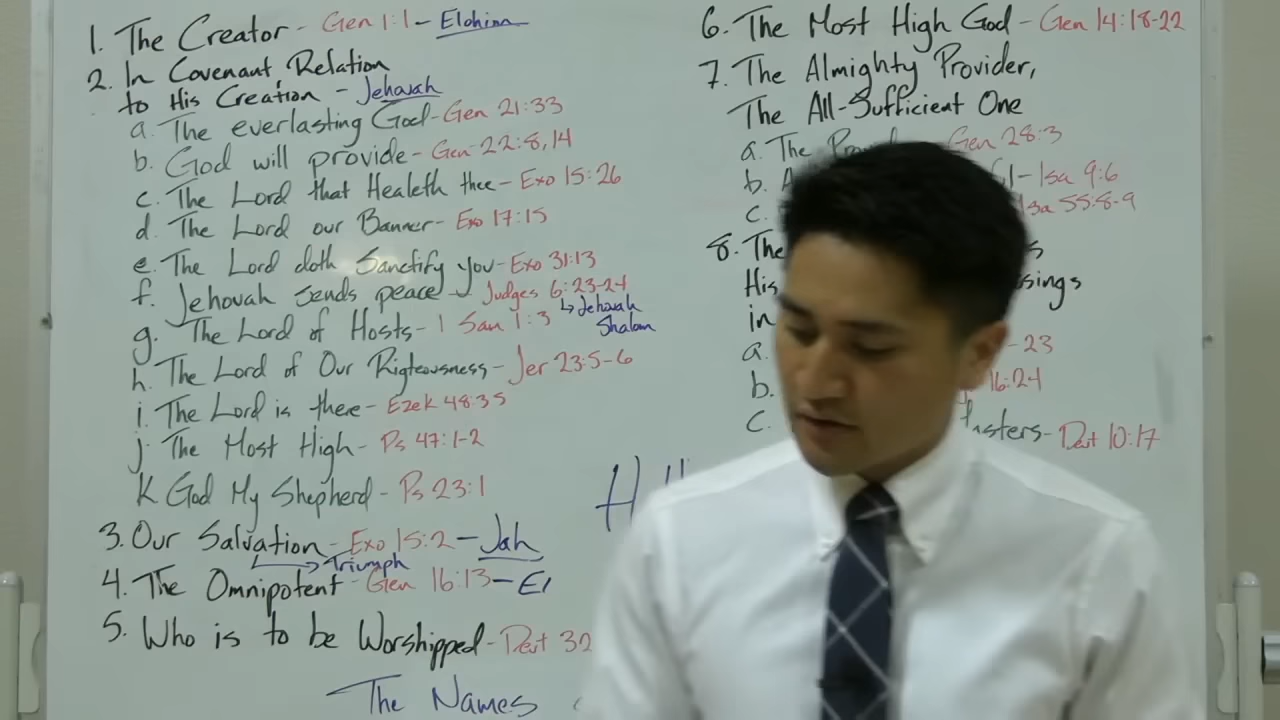 1. The Creator - Gen 1:1 - Elohim
2. In Covenant Relation
to His Creation - Jehovah
a. The everlasting God - Gen 21:33
b. God will provide - Gen 22:8,14
c. The Lord that Healeth thee - Exo 15:26
d. The Lord our Banner - Exo 17:15
e. The Lord doth Sanctify you - Exo 31:13
f. Jehovah sends peace - Judges 6:23-24
↳ Jehovah
Shalom
g. The Lord of Hosts - 1 Sam 1:3
h. The Lord of Our Righteousness - Jer 23:5-6
i. The Lord is there - Ezek 48:35
j. The Most High - Ps 47:1-2
K God My Shepherd - Ps 23:1
3. Our Salvation - Exo 15:2 - Jah
Triumph
4. The Omnipotent - Gen 16:13 - El
5. Who is to be Worshipped - Deut 32
The Names
6. The Most High God - Gen 14:18-22
7. The Almighty Provider,
The All-Sufficient One
a. The Gen 28:3
b. - Isa 9:6
c. Isa 55:8-9
8. The
His
in
a. - 23
b. 16:24
c. Masters - Deut 10:17